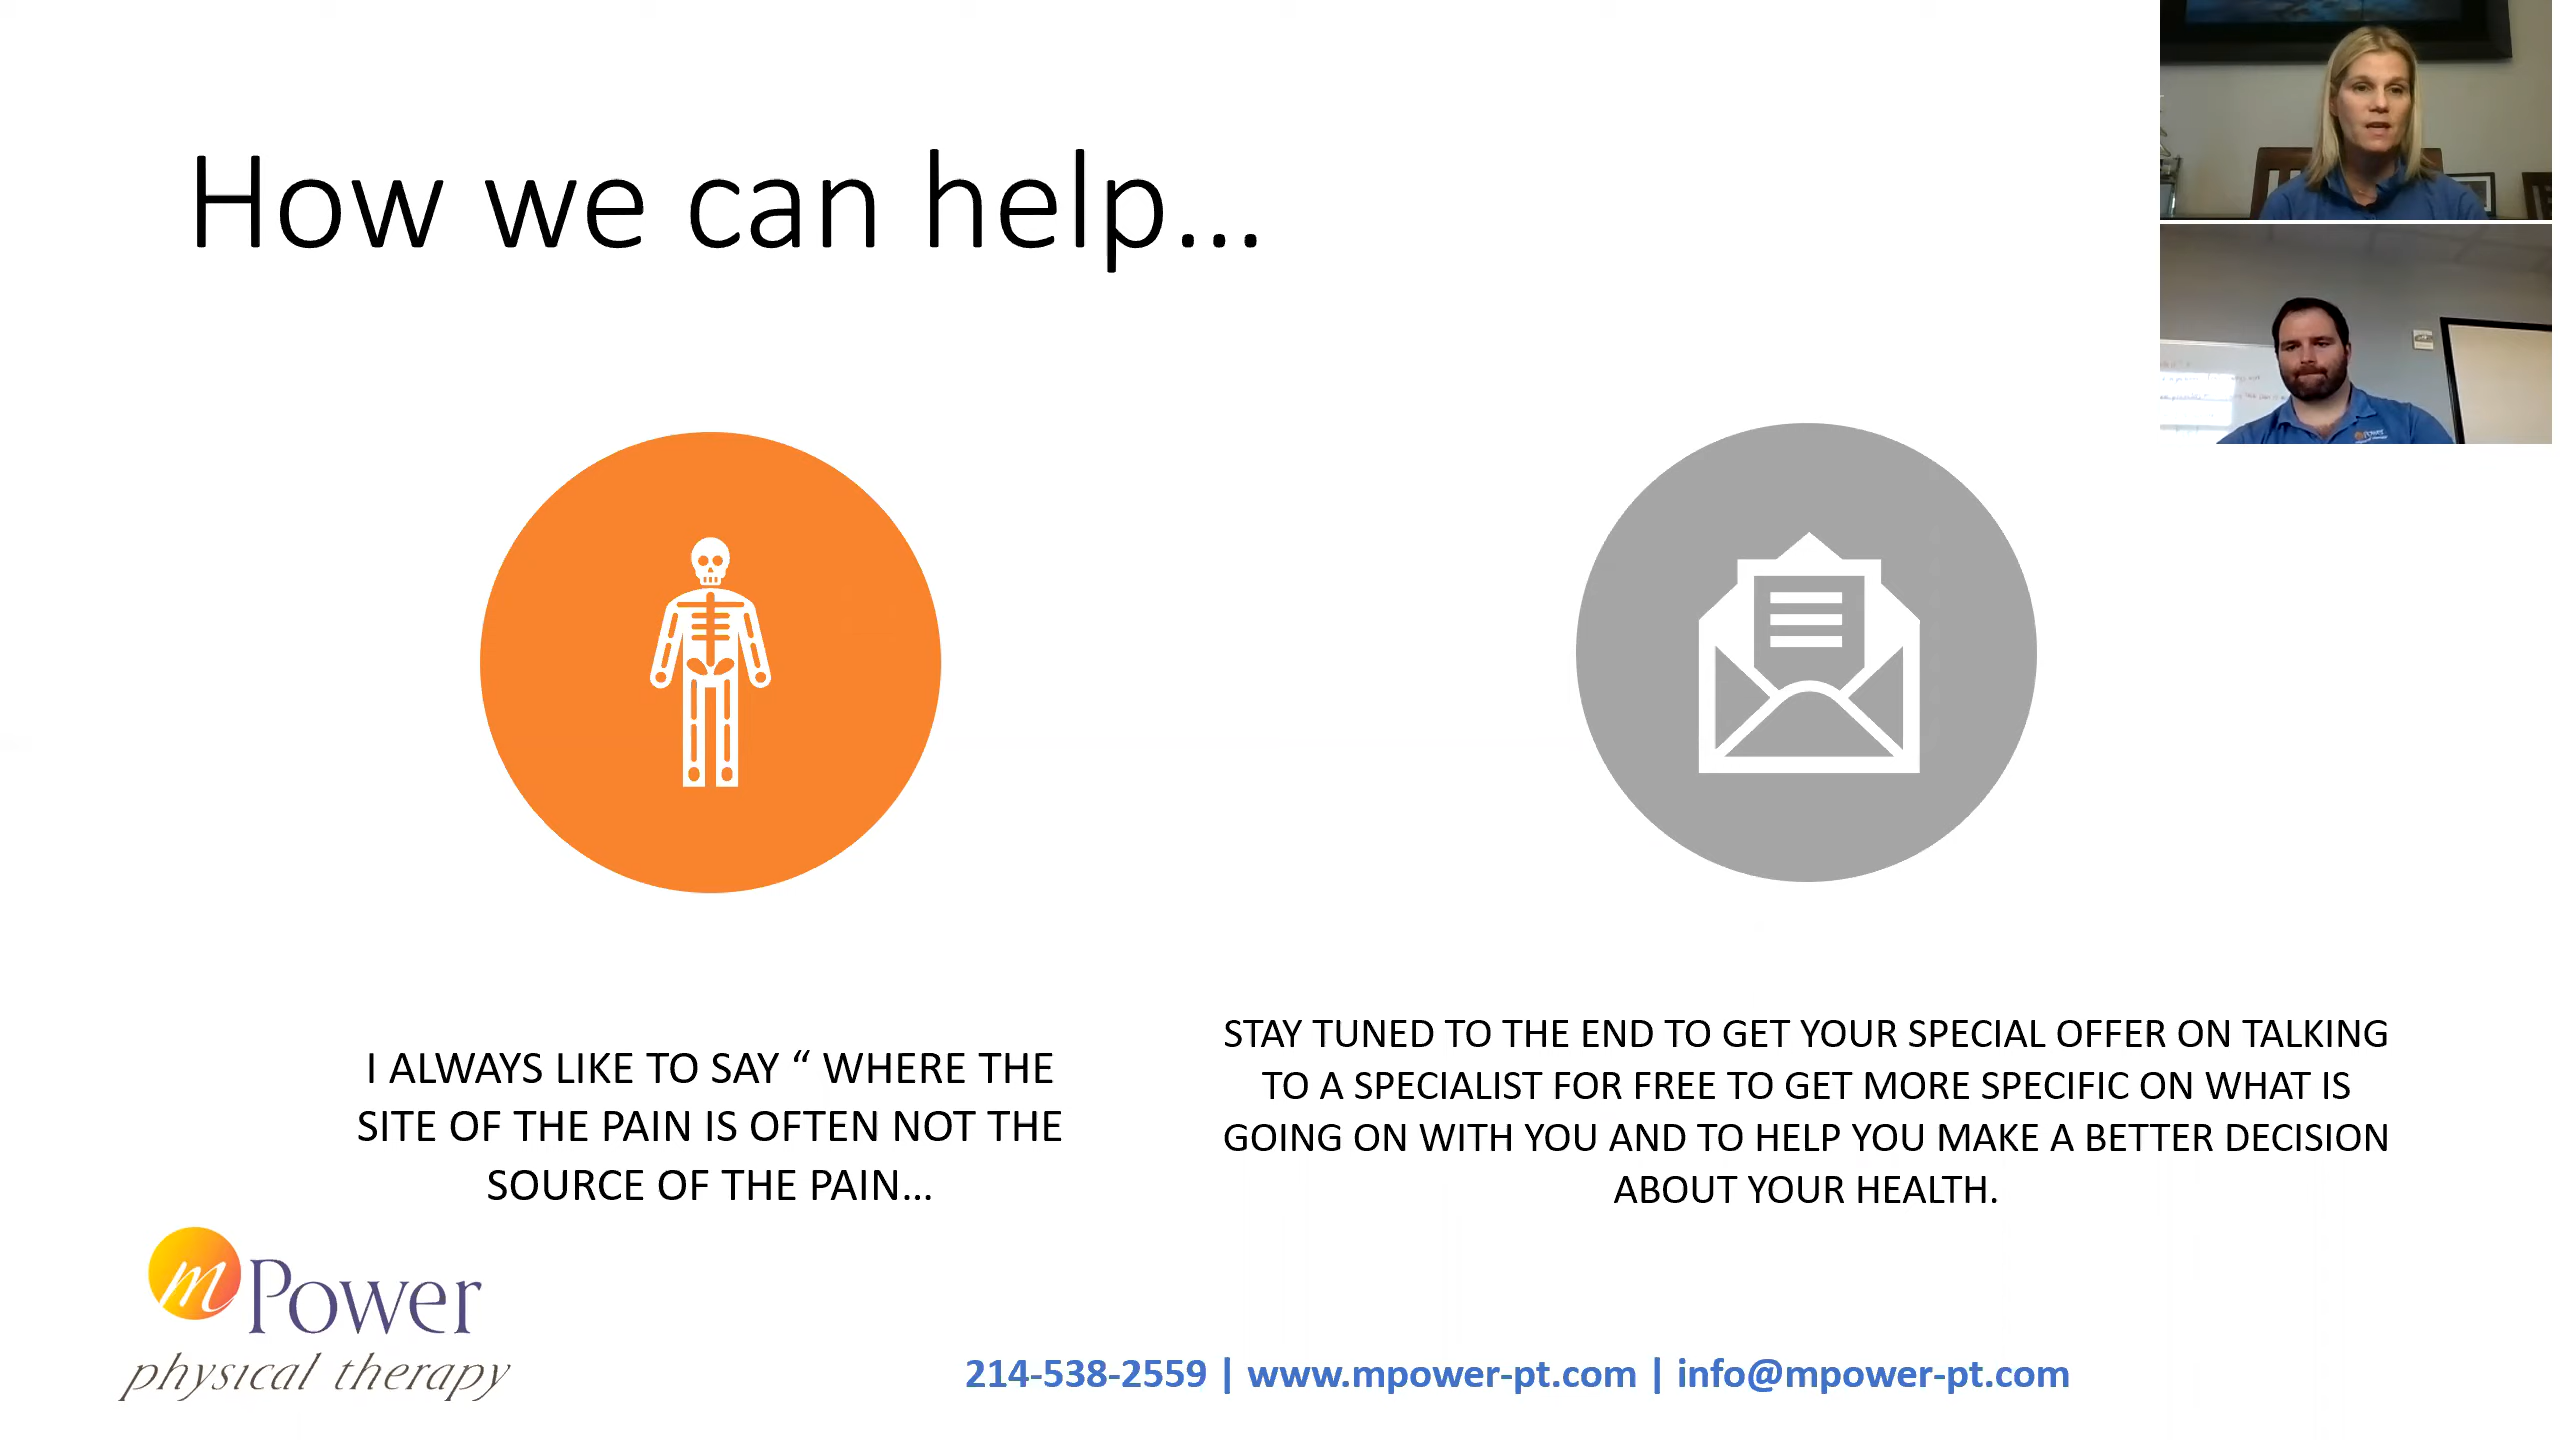 How we can help...
I ALWAYS LIKE TO SAY “ WHERE THE
SITE OF THE PAIN IS OFTEN NOT THE
SOURCE OF THE PAIN...
STAY TUNED TO THE END TO GET YOUR SPECIAL OFFER ON TALKING
TO A SPECIALIST FOR FREE TO GET MORE SPECIFIC ON WHAT IS
GOING ON WITH YOU AND TO HELP YOU MAKE A BETTER DECISION
ABOUT YOUR HEALTH.
mPower
physical therapy
214-538-2559 | www.mpower-pt.com | info@mpower-pt.com